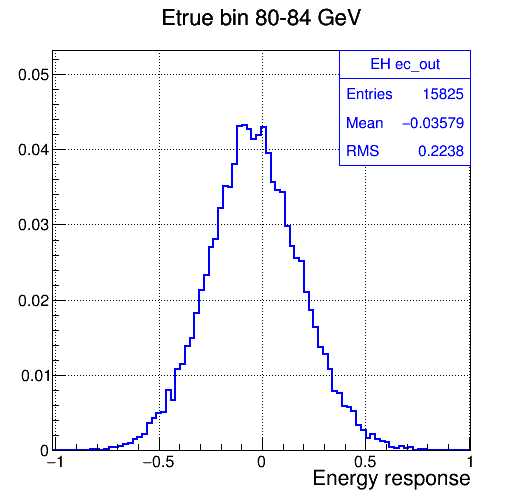 Etrue bin 80-84 GeV
EH ec_out
Entries 15825
Mean −0.03579
RMS 0.2238
0.05
0.04
0.03
0.02
0.01
0
−1 −0.5 0 0.5 1
Energy response